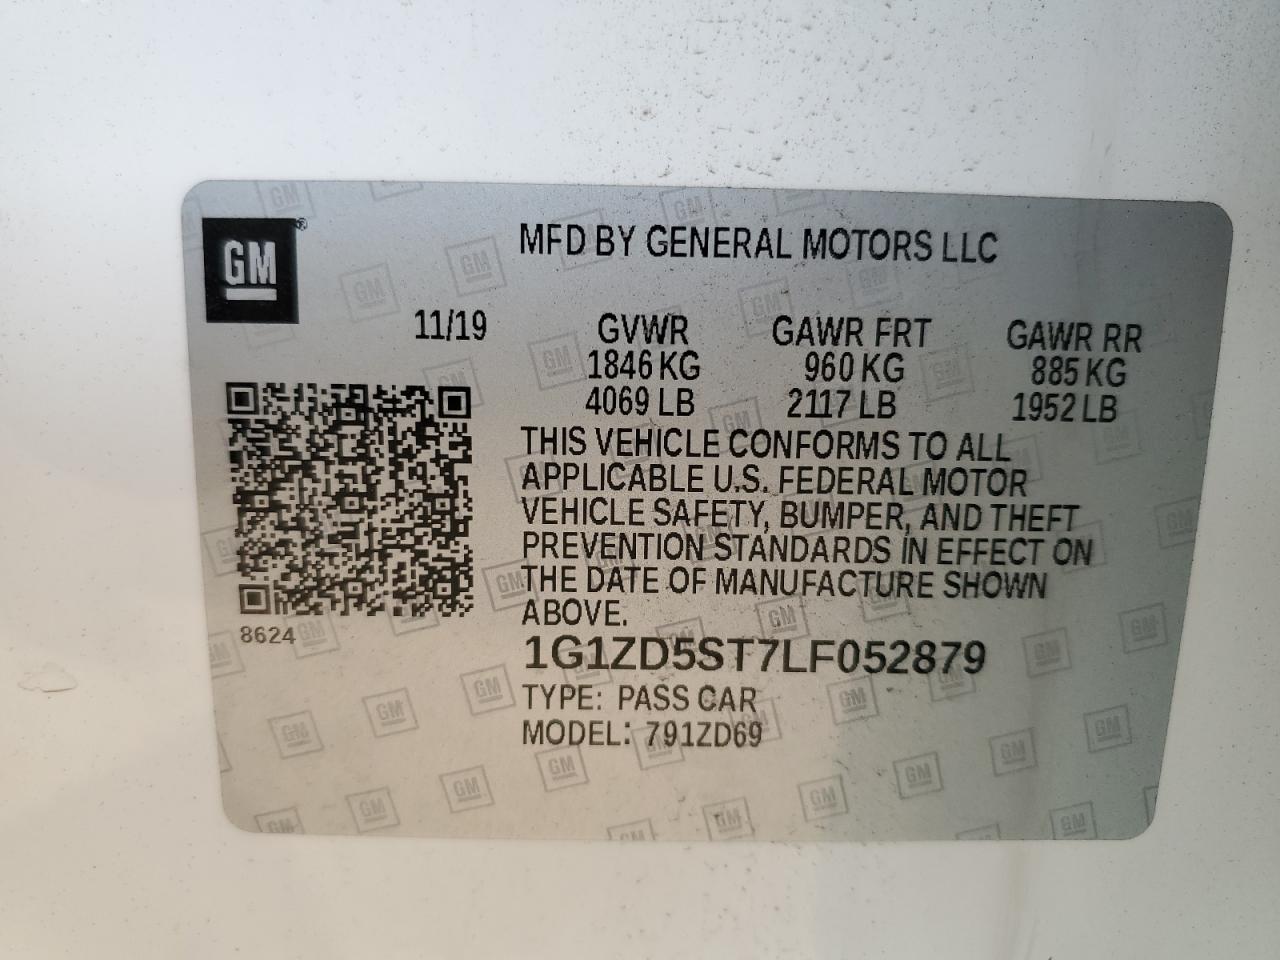 GM®
MFD BY GENERAL MOTORS LLC
11/19 GVWR GAWR FRT GAWR RR
1846 KG 960 KG 885 KG
4069 LB 2117 LB 1952 LB
THIS VEHICLE CONFORMS TO ALL
APPLICABLE U.S. FEDERAL MOTOR
VEHICLE SAFETY, BUMPER, AND THEFT
PREVENTION STANDARDS IN EFFECT ON
THE DATE OF MANUFACTURE SHOWN
ABOVE.
8624
1G1ZD5ST7LF052879
TYPE: PASS CAR
MODEL: 791ZD69